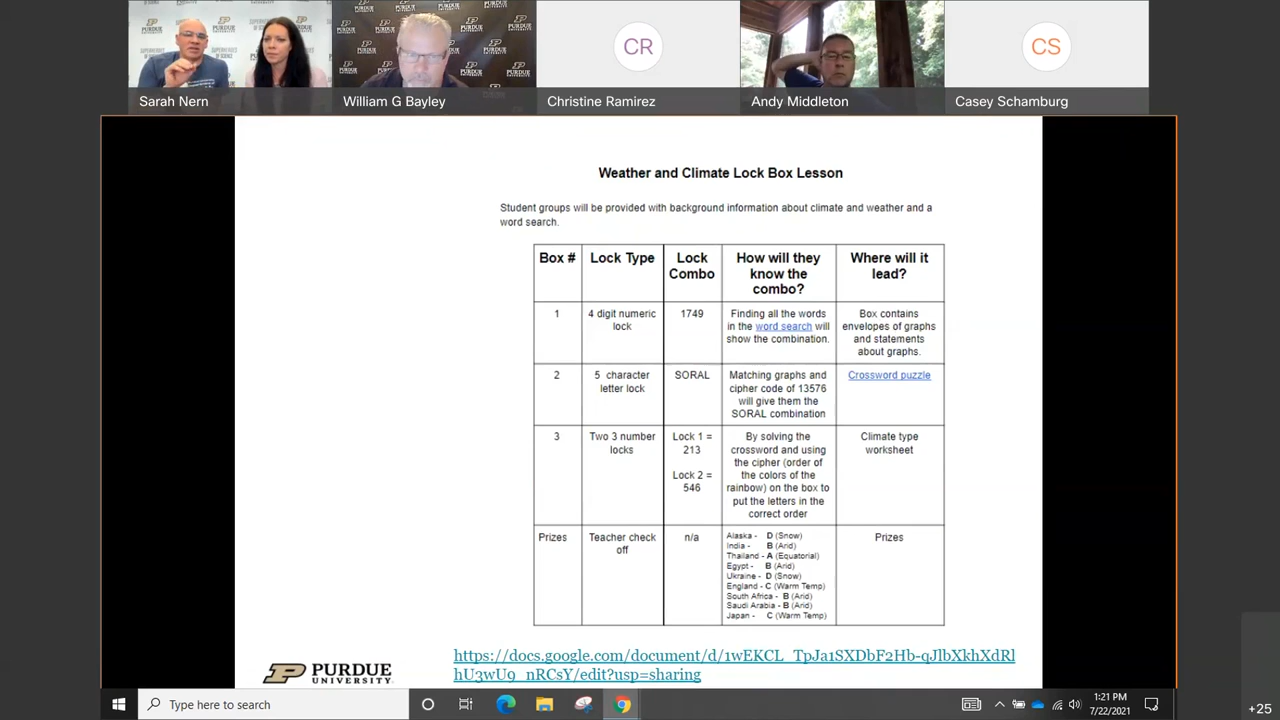 PURDUE
UNIVERSITY
SUPERHEROES
OF SCIENCE
CR
CS
Sarah Nern
William G Bayley
Christine Ramirez
Andy Middleton
Casey Schamburg
Weather and Climate Lock Box Lesson
Student groups will be provided with background information about climate and weather and a
word search.
Box #
Lock Type
Lock
Combo
How will they
know the
combo?
Where will it
lead?
1
4 digit numeric
lock
1749
Finding all the words
in the word search will
show the combination.
Box contains
envelopes of graphs
and statements
about graphs.
2
5 character
letter lock
SORAL
Matching graphs and
cipher code of 13576
will give them the
SORAL combination
Crossword puzzle
3
Two 3 number
locks
Lock 1 =
213
Lock 2 =
546
By solving the
crossword and using
the cipher (order of
the colors of the
rainbow) on the box to
put the letters in the
correct order
Climate type
worksheet
Prizes
Teacher check
off
n/a
Alaska - D (Snow)
India - B (Arid)
Thailand - A (Equatorial)
Egypt - B (Arid)
Ukraine - D (Snow)
England - C (Warm Temp)
South Africa - B (Arid)
Saudi Arabia - B (Arid)
Japan - C (Warm Temp)
Prizes
https://docs.google.com/document/d/1wEKCL_TpJa1SXDbF2Hb-qJlbXkhXdRl
hU3wU9_nRCsY/edit?usp=sharing
PURDUE
UNIVERSITY
Type here to search
1:21 PM
7/22/2021
+25